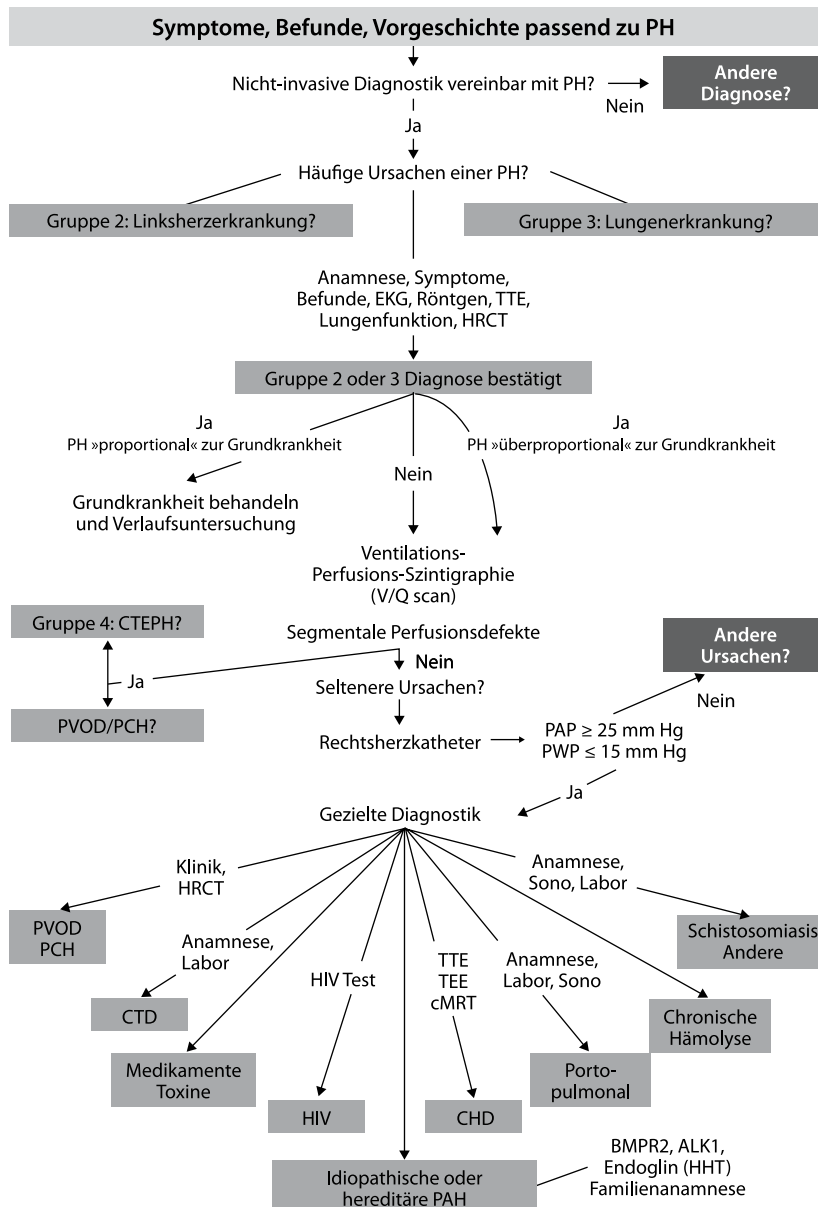 Symptome, Befunde, Vorgeschichte passend zu PH
Nicht-invasive Diagnostik vereinbar mit PH?
Nein
Andere
Diagnose?
Ja
Häufige Ursachen einer PH?
Gruppe 2: Linksherzerkrankung?
Gruppe 3: Lungenerkrankung?
Anamnese, Symptome,
Befunde, EKG, Röntgen, TTE,
Lungenfunktion, HRCT
Gruppe 2 oder 3 Diagnose bestätigt
Ja
PH »proportional« zur Grundkrankheit
Ja
PH »überproportional« zur Grundkrankheit
Nein
Grundkrankheit behandeln
und Verlaufsuntersuchung
Ventilations-
Perfusions-Szintigraphie
(V/Q scan)
Gruppe 4: CTEPH?
Segmentale Perfusionsdefekte
Andere
Ursachen?
Ja
Nein
Seltenere Ursachen?
Nein
PVOD/PCH?
Rechtsherzkatheter
PAP ≥ 25 mm Hg
PWP ≤ 15 mm Hg
Ja
Gezielte Diagnostik
Klinik,
HRCT
Anamnese,
Sono, Labor
PVOD
PCH
Schistosomiasis
Andere
Anamnese,
Labor
HIV Test
TTE
TEE
cMRT
Anamnese,
Labor, Sono
CTD
Chronische
Hämolyse
Medikamente
Toxine
Porto-
pulmonal
HIV
CHD
Idiopathische oder
hereditäre PAH
BMPR2, ALK1,
Endoglin (HHT)
Familienanamnese